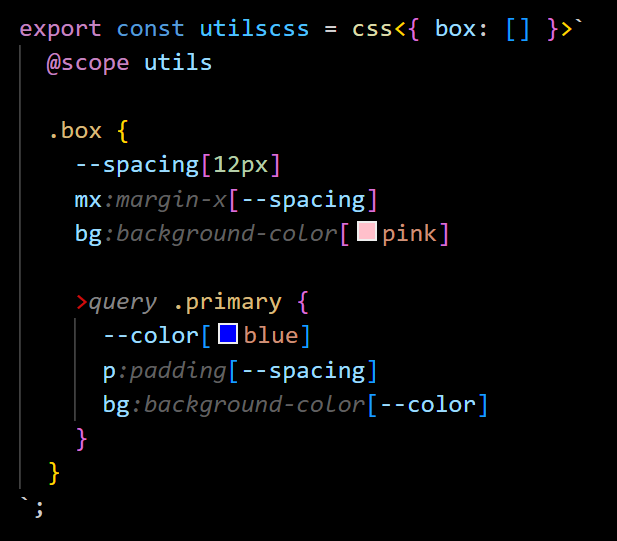 export const utilscss = css<{ box: [] }>`
@scope utils
.box {
--spacing[12px]
mx:margin-x[--spacing]
bg:background-color[pink]
>query .primary {
--color[blue]
p:padding[--spacing]
bg:background-color[--color]
}
}
`;